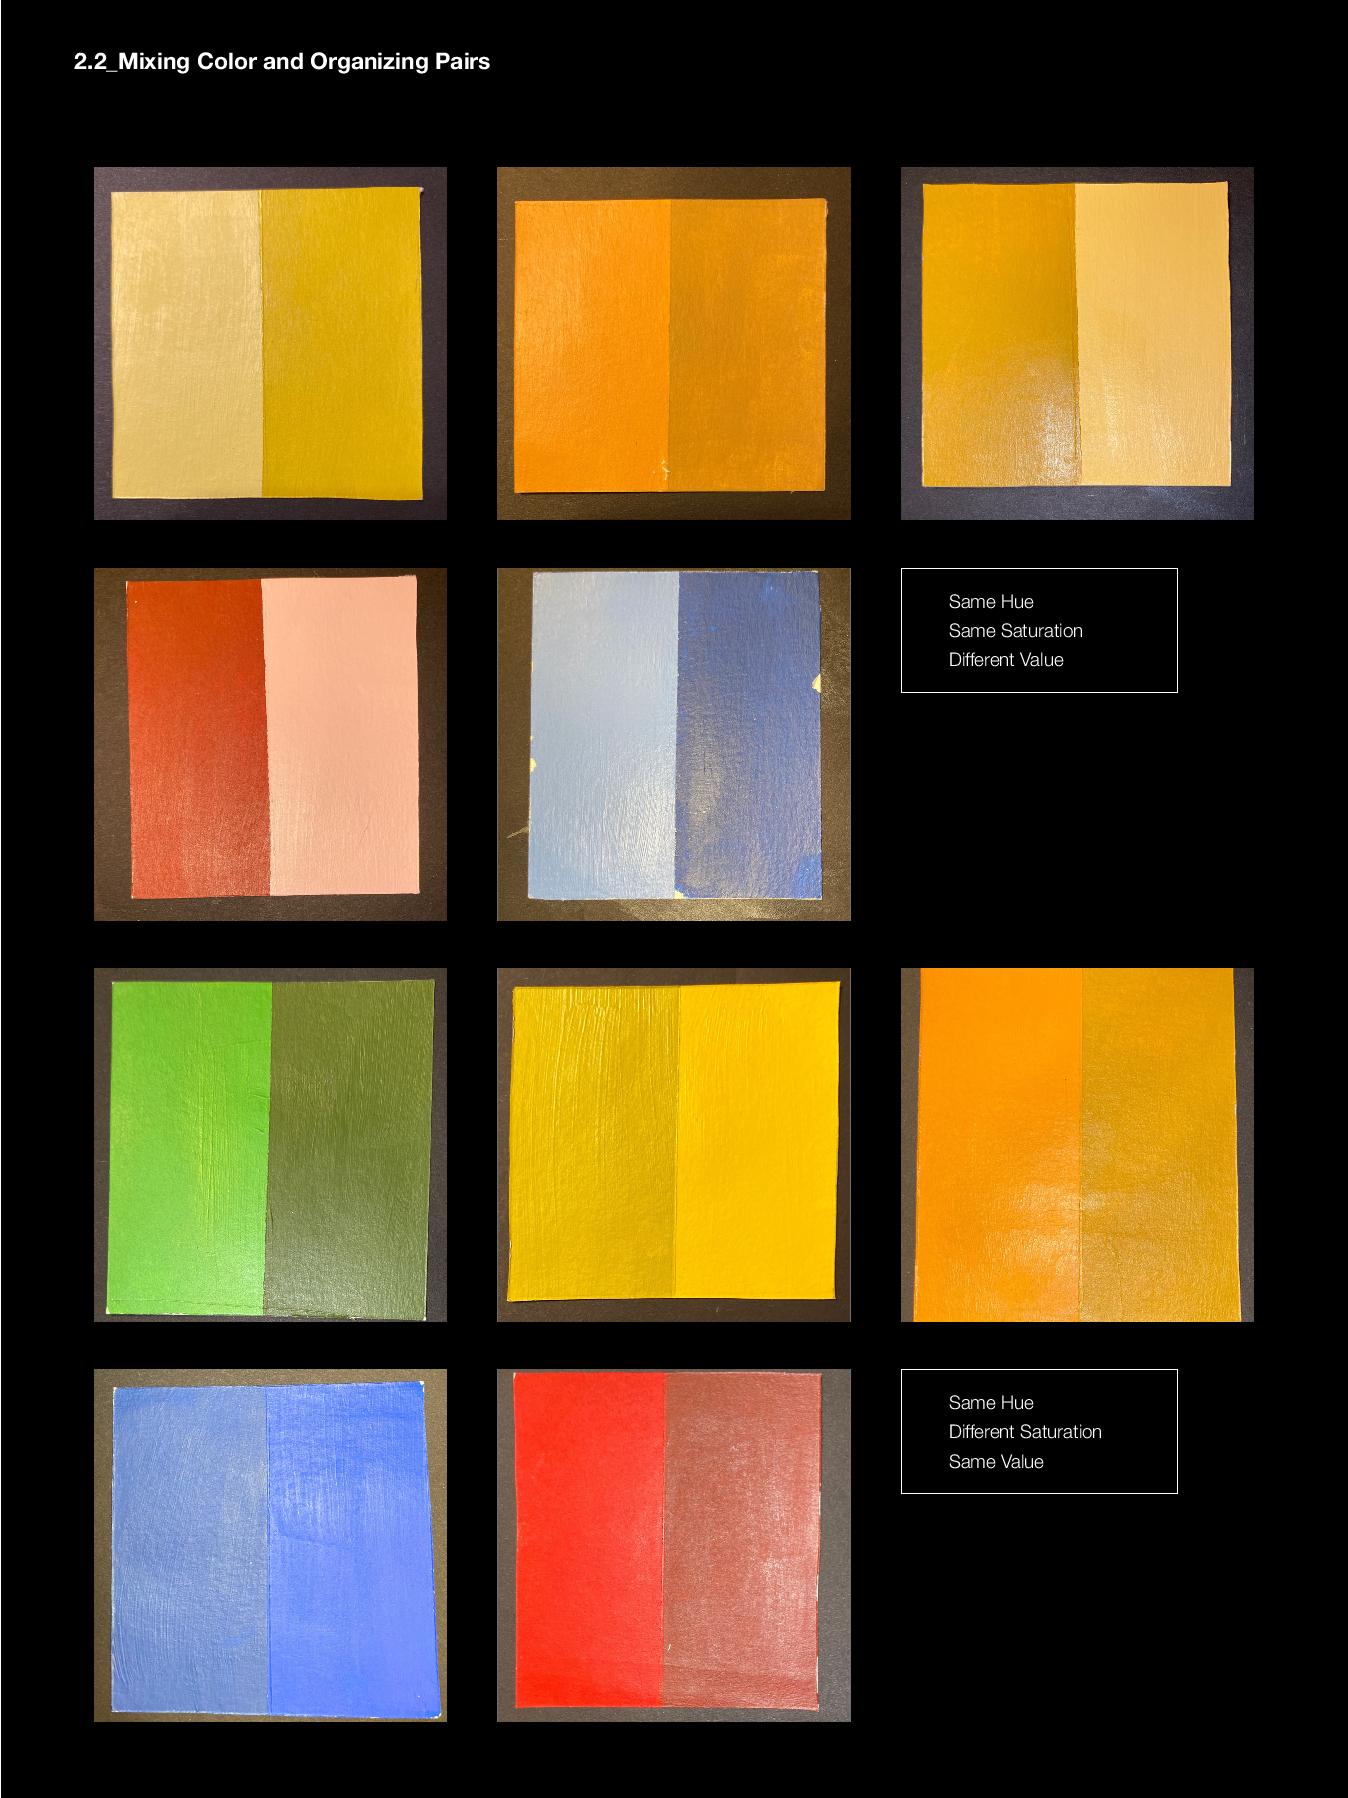 2.2_Mixing Color and Organizing Pairs
Same Hue
Same Saturation
Different Value
Same Hue
Different Saturation
Same Value